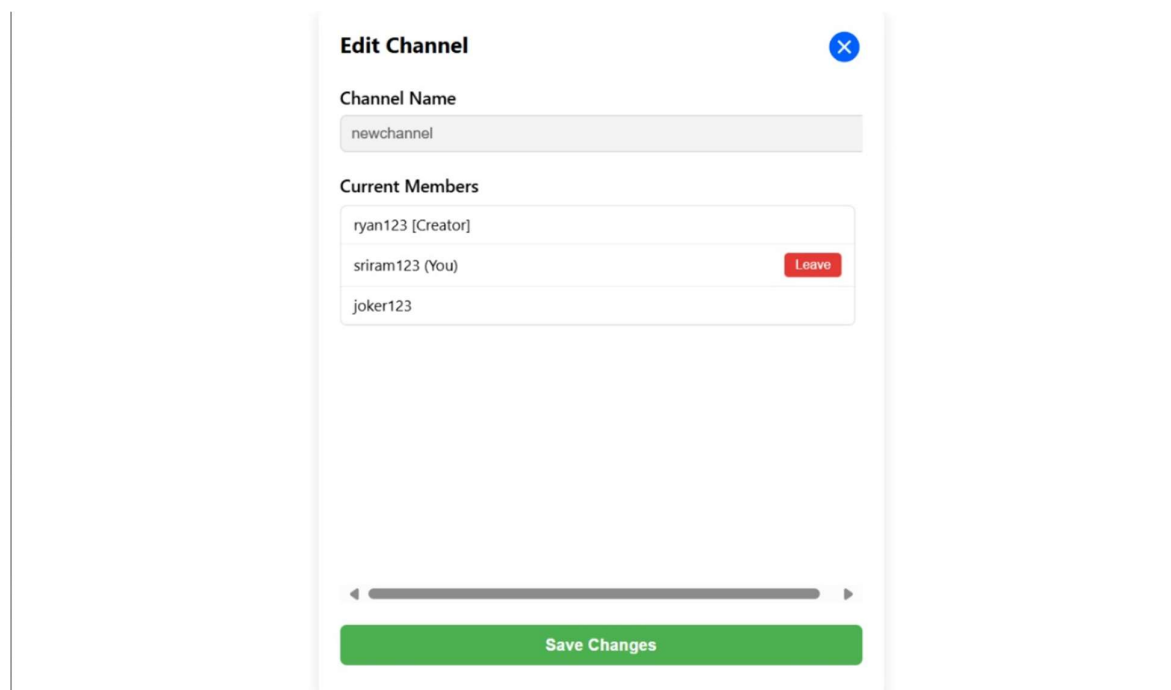 Edit Channel
Channel Name
newchannel
Current Members
ryan123 [Creator]
sriram123 (You)
Leave
joker123
Save Changes